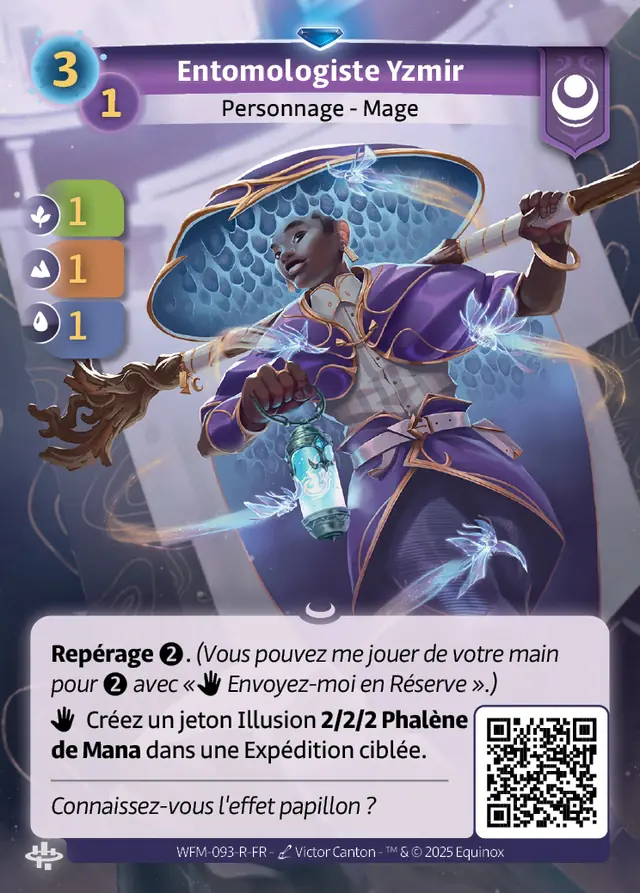 3
Entomologiste Yzmir
1
Personnage - Mage
1
1
1
Repérage 2. (Vous pouvez me jouer de votre main
pour 2 avec « Envoyez-moi en Réserve ».)
Créez un jeton Illusion 2/2/2 Phalène
de Mana dans une Expédition ciblée.
Connaissez-vous l'effet papillon ?
WFM-093-R-FR - Victor Canton - ™ & © 2025 Equinox